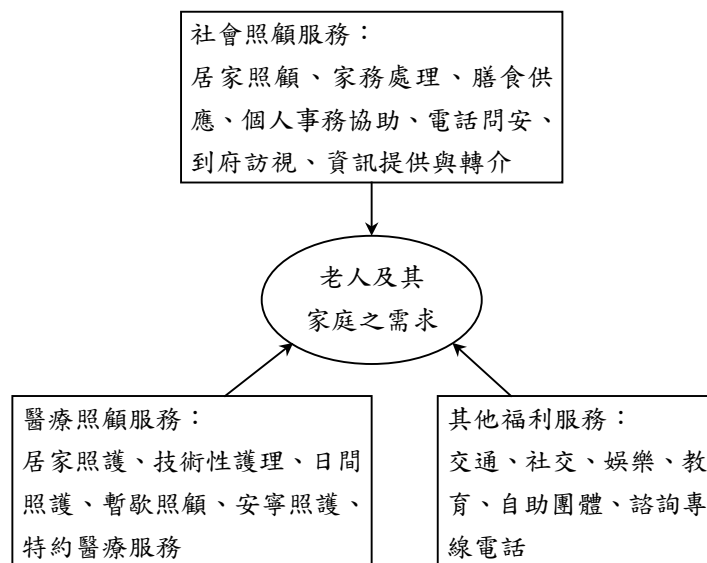 社會照顧服務：
居家照顧、家務處理、膳食供
應、個人事務協助、電話問安、
到府訪視、資訊提供與轉介
老人及其
家庭之需求
醫療照顧服務：
居家照護、技術性護理、日間
照護、暫歇照顧、安寧照護、
特約醫療服務
其他福利服務：
交通、社交、娛樂、教
育、自助團體、諮詢專
線電話